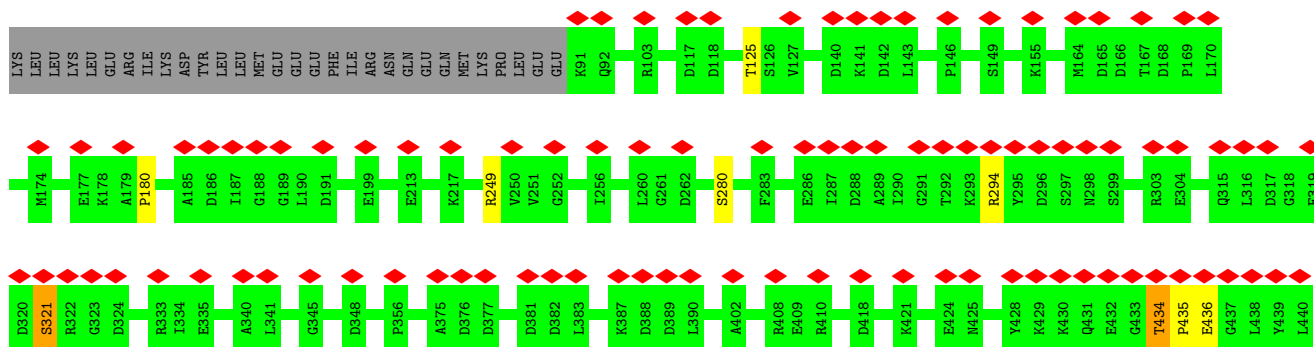 LYS LEU LEU LYS LEU GLU ARG ILE LYS ASP TYR LEU LEU MET GLU GLU GLU PHE ILE ARG ASN GLN GLU GLN MET LYS PRO LEU GLU GLU K91 Q92 R103 D117 D118 T125 S126 V127 D140 K141 D142 L143 P146 S149 K155 M164 D165 D166 T167 D168 P169 L170
M174 E177 K178 A179 P180 A185 D186 I187 G188 G189 L190 D191 E199 E213 K217 R249 V250 V251 G252 I256 L260 G261 D262 S280 F283 E286 I287 D288 A289 I290 G291 T292 K293 R294 Y295 D296 S297 N298 S299 R303 E304 Q315 L316 D317 G318 E319
D320 S321 R322 G323 D324 R333 I334 E335 A340 L341 G345 D348 P356 A375 D376 D377 D381 D382 L383 K387 D388 D389 L390 A402 R408 E409 R410 D418 K421 E424 N425 Y428 K429 K430 Q431 E432 G433 T434 P435 E436 G437 L438 Y439 L440